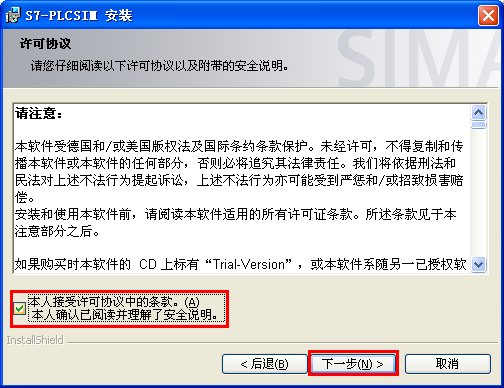 S7-PLCSIM 安装
许可协议
请您仔细阅读以下许可协议以及附带的安全说明。
SIMA
请注意：
本软件受德国和/或美国版权法及国际条约条款保护。未经许可，不得复制和传
播本软件或本软件的任何部分，否则必将追究其法律责任。我们将依据刑法和
民法对上述不法行为提起诉讼，上述不法行为亦可能受到严惩和/或招致损害赔
偿。
安装和使用本软件前，请阅读本软件适用的所有许可证条款。所述条款见于本
注意部分之后。
如果购买时本软件的 CD 上标有“Trial-Version”，或本软件系随另一已授权软
本人接受许可协议中的条款。(A)
本人确认已阅读并理解了安全说明。
InstallShield
< 后退(B)
下一步(N) >
取消